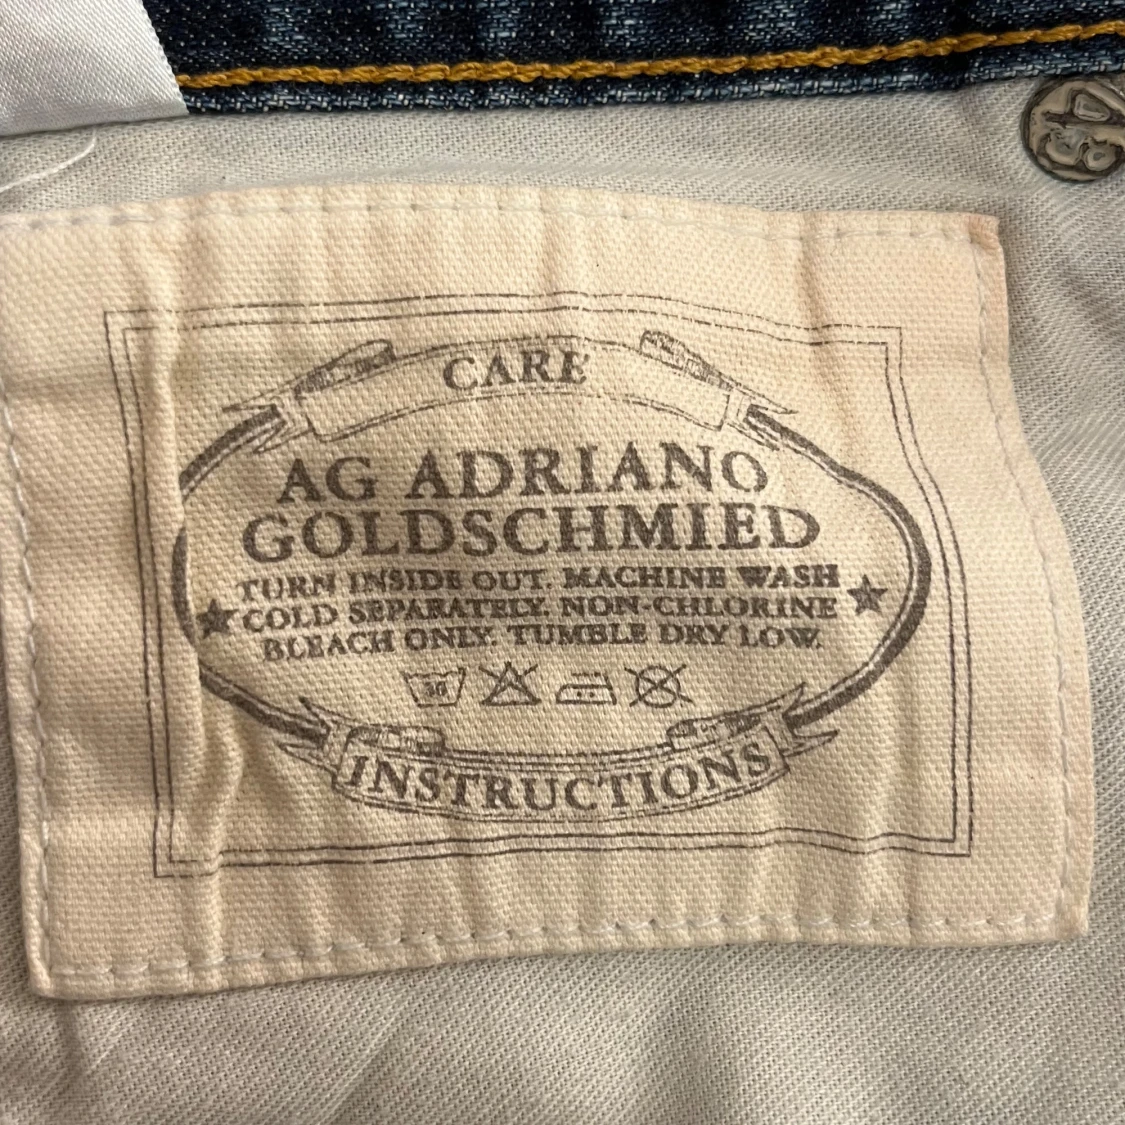 CARE
AG ADRIANO
GOLDSCHMIED
TURN INSIDE OUT. MACHINE WASH
COLD SEPARATELY. NON-CHLORINE
BLEACH ONLY. TUMBLE DRY LOW.
30
INSTRUCTIONS